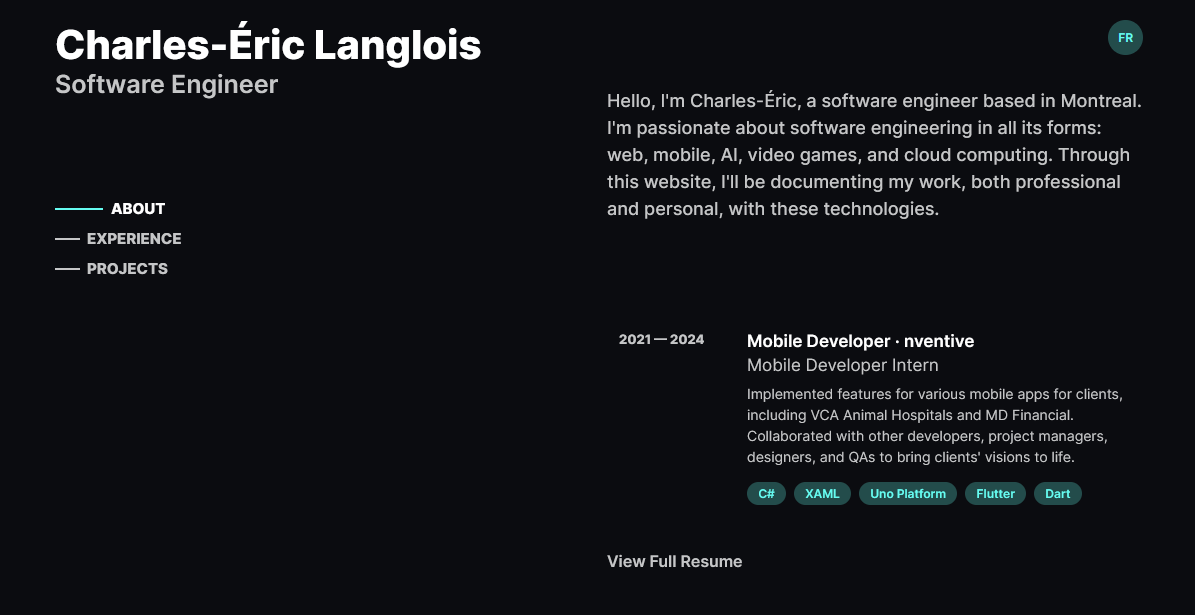 Charles-Éric Langlois
Software Engineer
FR
ABOUT
EXPERIENCE
PROJECTS
Hello, I'm Charles-Éric, a software engineer based in Montreal.
I'm passionate about software engineering in all its forms:
web, mobile, AI, video games, and cloud computing. Through
this website, I'll be documenting my work, both professional
and personal, with these technologies.
2021 — 2024
Mobile Developer · nventive
Mobile Developer Intern
Implemented features for various mobile apps for clients,
including VCA Animal Hospitals and MD Financial.
Collaborated with other developers, project managers,
designers, and QAs to bring clients' visions to life.
C# XAML Uno Platform Flutter Dart
View Full Resume